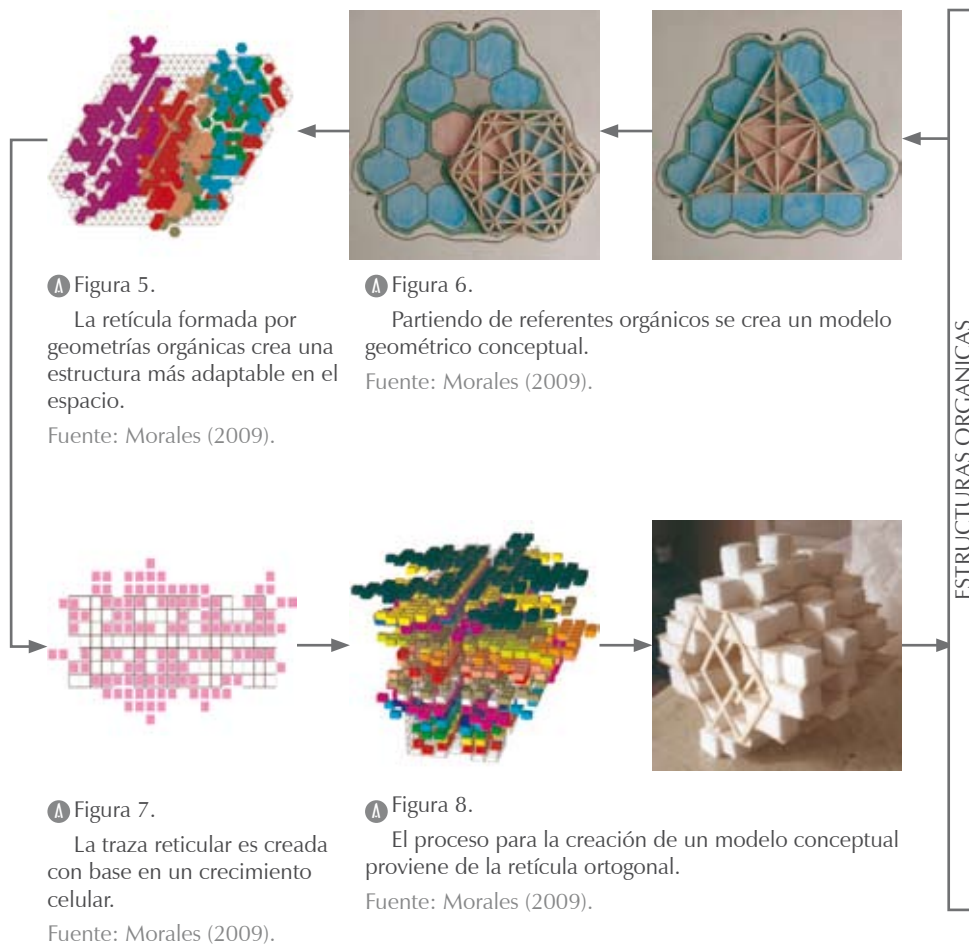 Figura 5.
La retícula formada por
geometrías orgánicas crea una
estructura más adaptable en el
espacio.
Fuente: Morales (2009).
Figura 6.
Partiendo de referentes orgánicos se crea un modelo
geométrico conceptual.
Fuente: Morales (2009).
ESTRUCTURAS ORGANICAS
Figura 7.
La traza reticular es creada
con base en un crecimiento
celular.
Fuente: Morales (2009).
Figura 8.
El proceso para la creación de un modelo conceptual
proviene de la retícula ortogonal.
Fuente: Morales (2009).